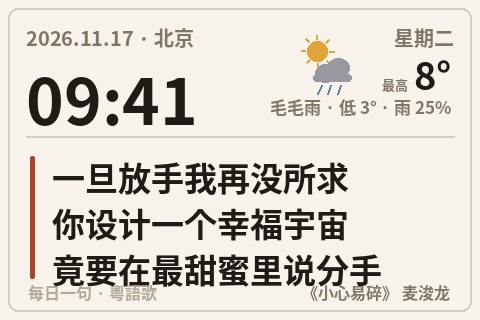 2026.11.17 · 北京
星期二
09:41
最高 8°
毛毛雨 · 低 3° · 雨 25%
一旦放手我再没所求
你设计一个幸福宇宙
竟要在最甜蜜里说分手
每日一句 · 粵語歌
《小心易碎》 麦浚龙